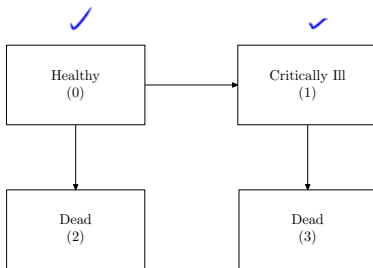 Healthy
(0)
Critically Ill
(1)
Dead
(2)
Dead
(3)